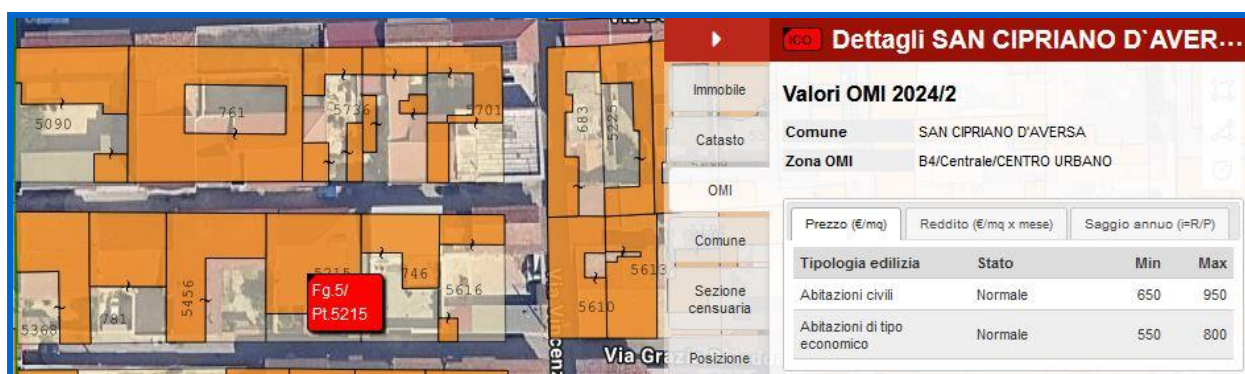 5090
761
5736
5701
683
5225
5215
746
5616
5613
5456
5368
781
5610
Fg.5/
Pt.5215
Via Gr
ICO Dettagli SAN CIPRIANO D`AVER...
Immobile
Catasto
OMI
Comune
Sezione
censuaria
Posizione
Valori OMI 2024/2
Comune SAN CIPRIANO D'AVERSA
Zona OMI B4/Centrale/CENTRO URBANO
Prezzo (€/mq) Reddito (€/mq x mese) Saggio annuo (i=R/P)
Tipologia edilizia Stato Min Max
Abitazioni civili Normale 650 950
Abitazioni di tipo
economico Normale 550 800